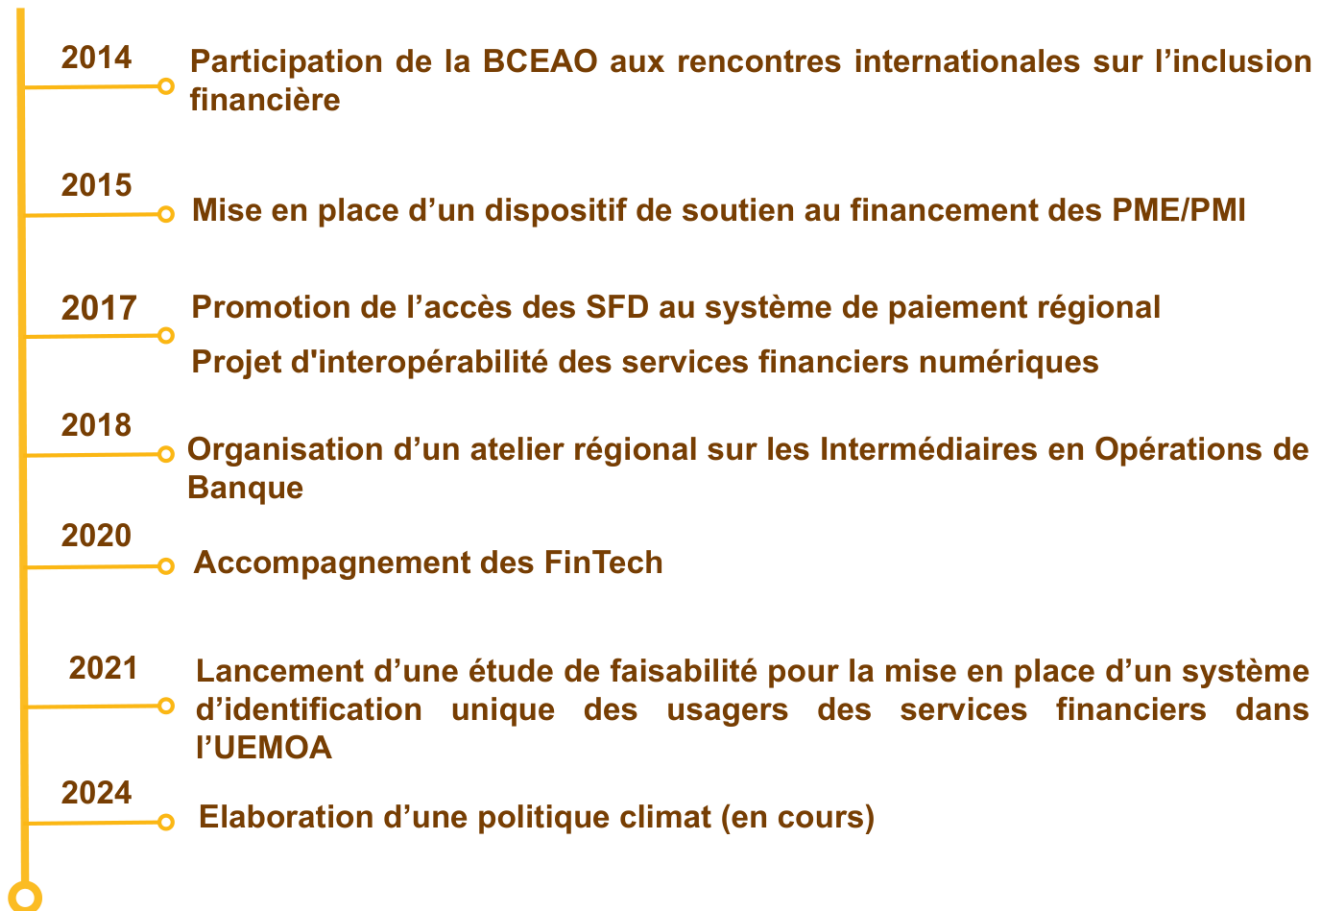 2014
Participation de la BCEAO aux rencontres internationales sur l’inclusion
financière
2015
Mise en place d’un dispositif de soutien au financement des PME/PMI
2017
Promotion de l’accès des SFD au système de paiement régional
Projet d'interopérabilité des services financiers numériques
2018
Organisation d’un atelier régional sur les Intermédiaires en Opérations de
Banque
2020
Accompagnement des FinTech
2021
Lancement d’une étude de faisabilité pour la mise en place d’un système
d’identification unique des usagers des services financiers dans
l’UEMOA
2024
Elaboration d’une politique climat (en cours)